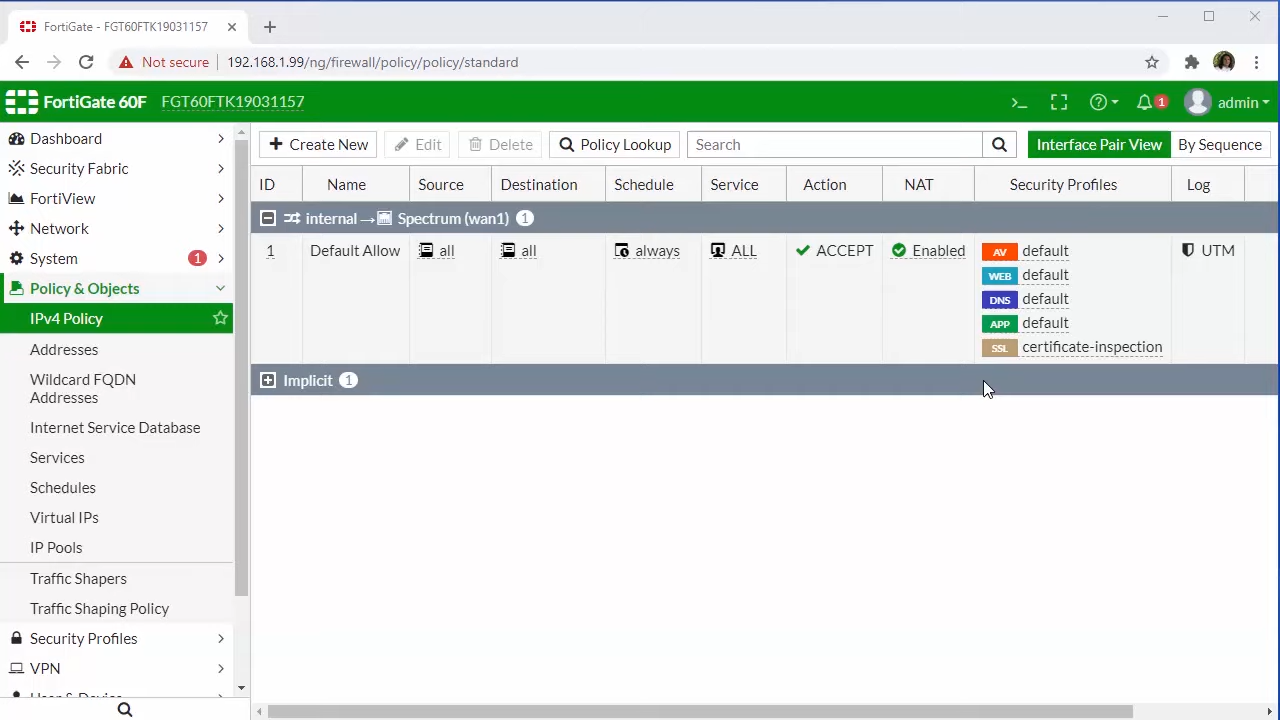 FortiGate - FGT60FTK19031157
Not secure 192.168.1.99/ng/firewall/policy/policy/standard
FortiGate 60F FGT60FTK19031157 1 admin
Dashboard
Security Fabric
FortiView
Network
System 1
Policy & Objects
IPv4 Policy
Addresses
Wildcard FQDN
Addresses
Internet Service Database
Services
Schedules
Virtual IPs
IP Pools
Traffic Shapers
Traffic Shaping Policy
Security Profiles
VPN
User & Device
Create New Edit Delete Policy Lookup Search Interface Pair View By Sequence
ID Name Source Destination Schedule Service Action NAT Security Profiles Log
internal → Spectrum (wan1) 1
1 Default Allow all all always ALL ACCEPT Enabled AV default UTM
WEB default
DNS default
APP default
SSL certificate-inspection
Implicit 1